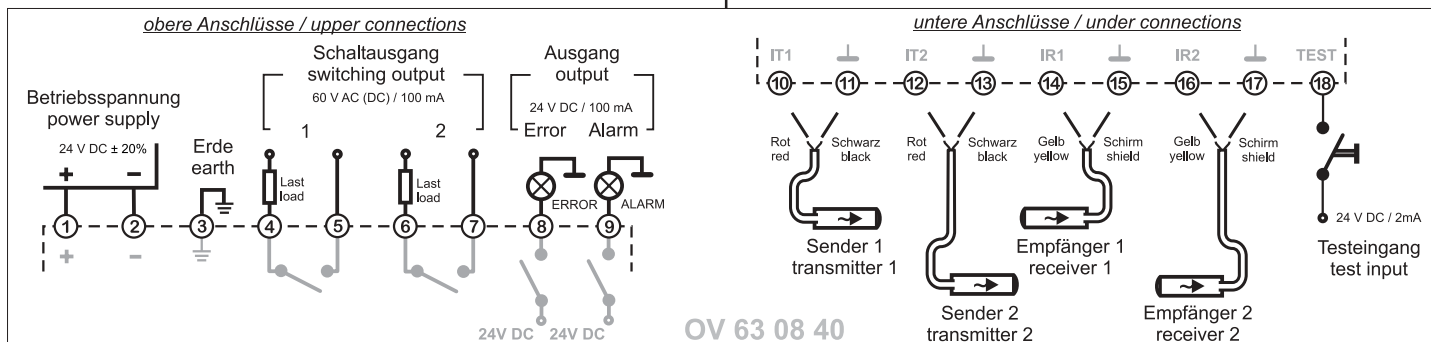 obere Anschlüsse / upper connections
Betriebsspannung
power supply
24 V DC ± 20%
+ −
Erde
earth
Schaltausgang
switching output
60 V AC (DC) / 100 mA
1 2
Last
load
Last
load
Ausgang
output
24 V DC / 100 mA
Error Alarm
ERROR ALARM
1 2 3 4 5 6 7 8 9
+ −
24V DC 24V DC
OV 63 08 40
untere Anschlüsse / under connections
IT1 IT2 IR1 IR2 TEST
10 11 12 13 14 15 16 17 18
Rot
red
Schwarz
black
Rot
red
Schwarz
black
Gelb
yellow
Schirm
shield
Gelb
yellow
Schirm
shield
Sender 1
transmitter 1
Empfänger 1
receiver 1
Sender 2
transmitter 2
Empfänger 2
receiver 2
24 V DC / 2mA
Testeingang
test input